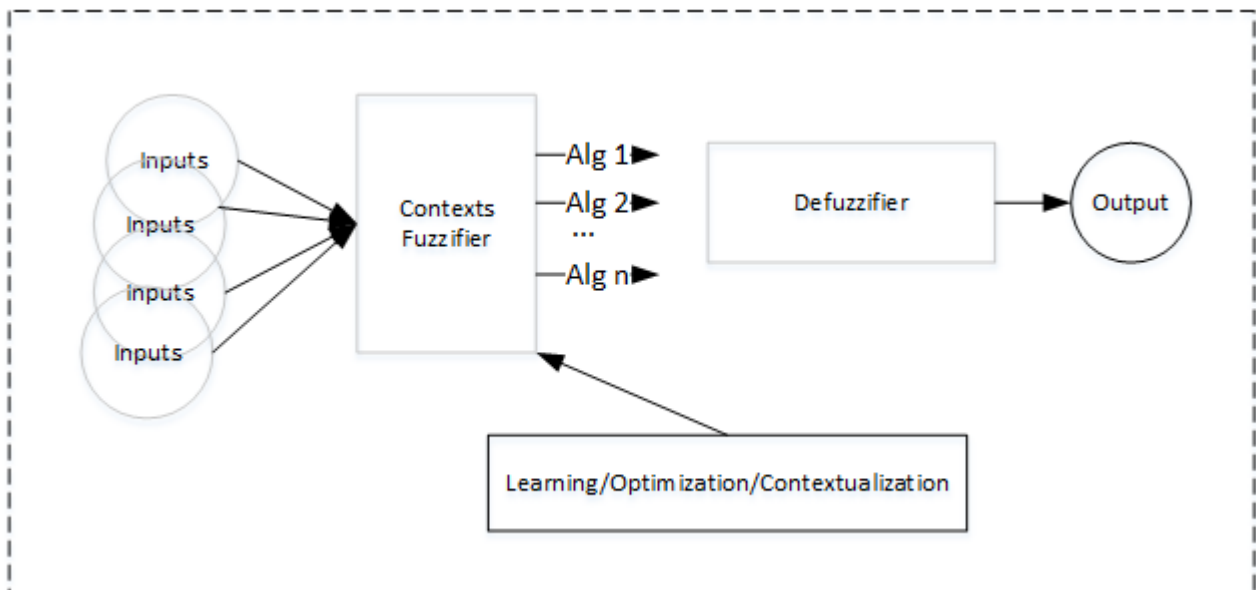 Inputs
Inputs
Inputs
Inputs
Contexts
Fuzzifier
Alg 1
Alg 2
...
Alg n
Defuzzifier
Output
Learning/Optimization/Contextualization